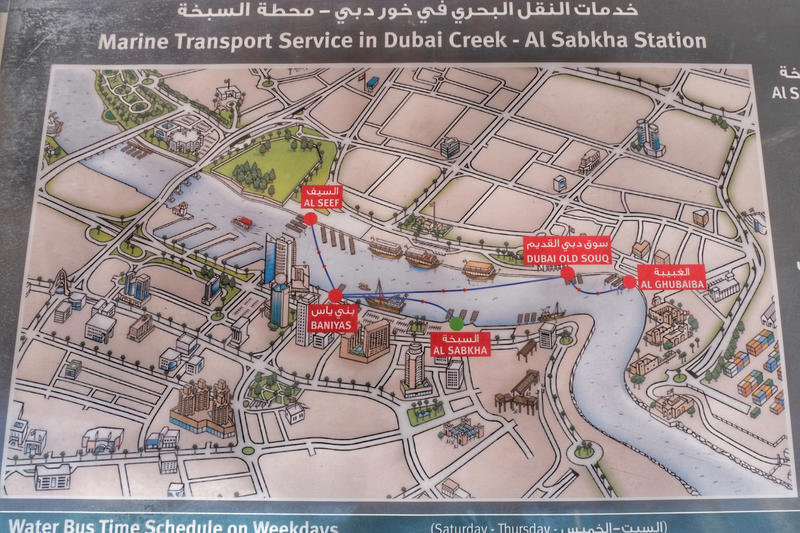 خدمات النقل البحري في خور دبي - محطة السبخة
Marine Transport Service in Dubai Creek - Al Sabkha Station
السيف
AL SEEF
سوق دبي القديم
DUBAI OLD SOUQ
الغبيبة
AL GHUBAIBA
بني ياس
BANIYAS
السبخة
AL SABKHA
Water Bus Time Schedule on Weekdays
(Saturday - Thursday - السبت-الخميس)